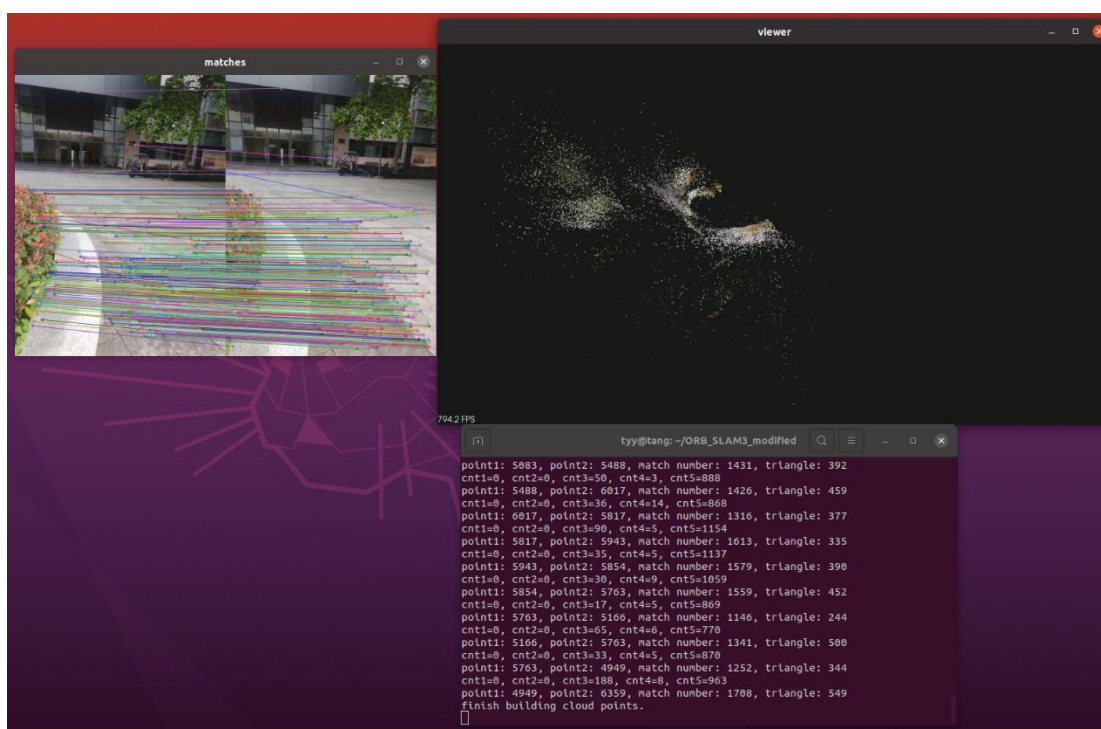 matches
viewer
794.2 FPS
tyy@tang: ~/ORB_SLAM3_modified
point1: 5083, point2: 5488, match number: 1431, triangle: 392
cnt1=0, cnt2=0, cnt3=50, cnt4=3, cnt5=888
point1: 5488, point2: 6017, match number: 1426, triangle: 459
cnt1=0, cnt2=0, cnt3=36, cnt4=14, cnt5=868
point1: 6017, point2: 5817, match number: 1316, triangle: 377
cnt1=0, cnt2=0, cnt3=90, cnt4=5, cnt5=1154
point1: 5817, point2: 5943, match number: 1613, triangle: 335
cnt1=0, cnt2=0, cnt3=35, cnt4=5, cnt5=1137
point1: 5943, point2: 5854, match number: 1579, triangle: 390
cnt1=0, cnt2=0, cnt3=30, cnt4=9, cnt5=1059
point1: 5854, point2: 5763, match number: 1559, triangle: 452
cnt1=0, cnt2=0, cnt3=17, cnt4=5, cnt5=869
point1: 5763, point2: 5166, match number: 1146, triangle: 244
cnt1=0, cnt2=0, cnt3=65, cnt4=6, cnt5=770
point1: 5166, point2: 5763, match number: 1341, triangle: 500
cnt1=0, cnt2=0, cnt3=33, cnt4=5, cnt5=870
point1: 5763, point2: 4949, match number: 1252, triangle: 344
cnt1=0, cnt2=0, cnt3=188, cnt4=8, cnt5=963
point1: 4949, point2: 6359, match number: 1708, triangle: 549
finish building cloud points.